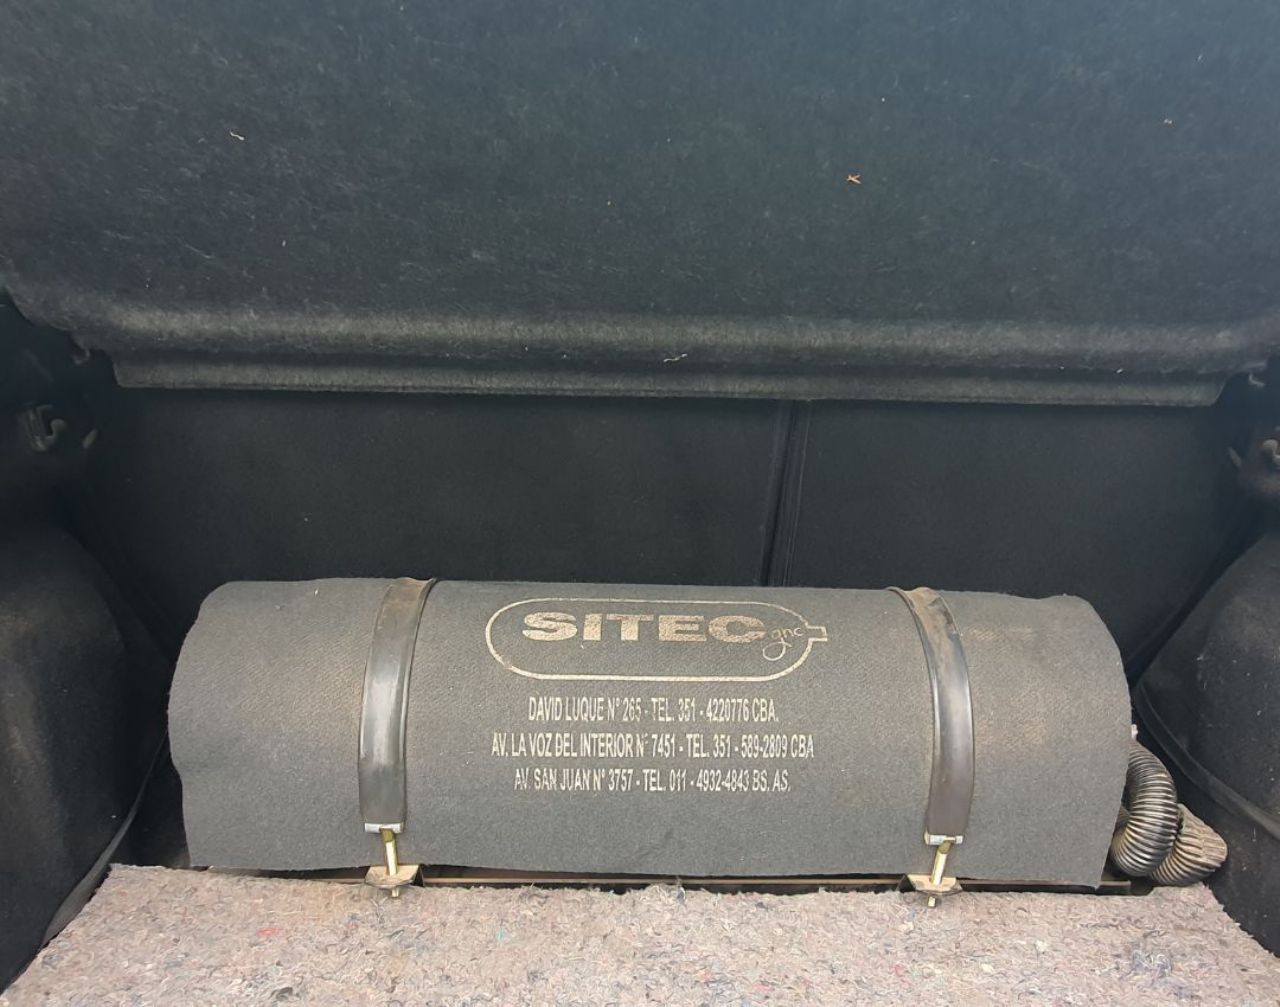 SITEC gnc
DAVID LUQUE N° 265 - TEL. 351 - 4220776 CBA.
AV. LA VOZ DEL INTERIOR N° 7451 - TEL. 351 - 589-2809 CBA
AV. SAN JUAN N° 3757 - TEL. 011 - 4932-4843 BS. AS.